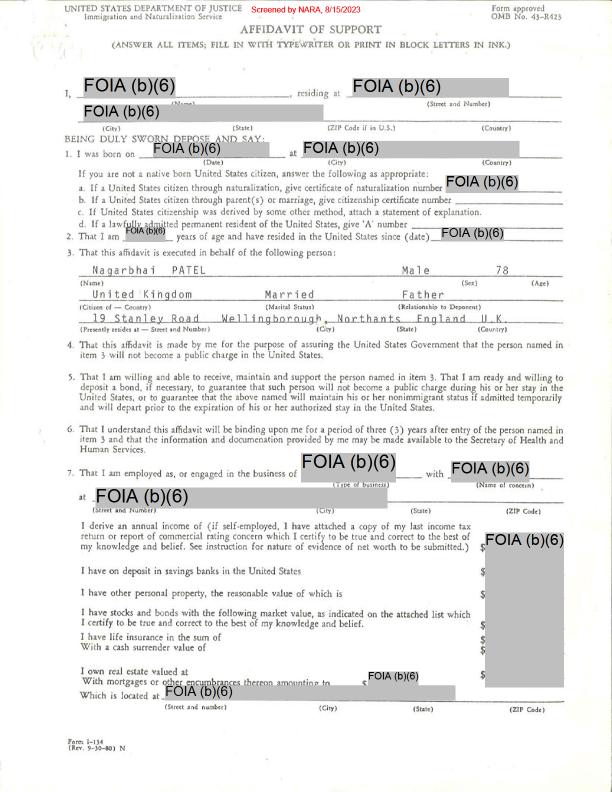 UNITED STATES DEPARTMENT OF JUSTICE Screened by NARA, 8/15/2023 Form approved
Immigration and Naturalization Service OMB No. 43-R423
AFFIDAVIT OF SUPPORT
(ANSWER ALL ITEMS; FILL IN WITH TYPEWRITER OR PRINT IN BLOCK LETTERS IN INK.)
I, FOIA (b)(6) , residing at FOIA (b)(6)
(Name) (Street and Number)
FOIA (b)(6)
(City) (State) (ZIP Code if in U.S.) (Country)
BEING DULY SWORN DEPOSE AND SAY:
1. I was born on FOIA (b)(6) at FOIA (b)(6)
(Date) (City) (Country)
If you are not a native born United States citizen, answer the following as appropriate:
a. If a United States citizen through naturalization, give certificate of naturalization number FOIA (b)(6)
b. If a United States citizen through parent(s) or marriage, give citizenship certificate number
c. If United States citizenship was derived by some other method, attach a statement of explanation.
d. If a lawfully admitted permanent resident of the United States, give 'A' number
2. That I am FOIA (b)(6) years of age and have resided in the United States since (date) FOIA (b)(6)
3. That this affidavit is executed in behalf of the following person:
Nagarbhai PATEL Male 78
(Name) (Sex) (Age)
United Kingdom Married Father
(Citizen of — Country) (Marital Status) (Relationship to Deponent)
19 Stanley Road Wellingborough, Northants England U.K.
(Presently resides at — Street and Number) (City) (State) (Country)
4. That this affidavit is made by me for the purpose of assuring the United States Government that the person named in
item 3 will not become a public charge in the United States.
5. That I am willing and able to receive, maintain and support the person named in item 3. That I am ready and willing to
deposit a bond, if necessary, to guarantee that such person will not become a public charge during his or her stay in the
United States, or to guarantee that the above named will maintain his or her nonimmigrant status if admitted temporarily
and will depart prior to the expiration of his or her authorized stay in the United States.
6. That I understand this affidavit will be binding upon me for a period of three (3) years after entry of the person named in
item 3 and that the information and documenation provided by me may be made available to the Secretary of Health and
Human Services.
7. That I am employed as, or engaged in the business of FOIA (b)(6) with FOIA (b)(6)
(Type of business) (Name of concern)
at FOIA (b)(6)
(Street and Number) (City) (State) (ZIP Code)
I derive an annual income of (if self-employed, I have attached a copy of my last income tax
return or report of commercial rating concern which I certify to be true and correct to the best of
my knowledge and belief. See instruction for nature of evidence of net worth to be submitted.) $ FOIA (b)(6)
I have on deposit in savings banks in the United States $
I have other personal property, the reasonable value of which is $
I have stocks and bonds with the following market value, as indicated on the attached list which
I certify to be true and correct to the best of my knowledge and belief. $
I have life insurance in the sum of $
With a cash surrender value of $
I own real estate valued at $
With mortgages or other encumbrances thereon amounting to $ FOIA (b)(6)
Which is located at FOIA (b)(6)
(Street and number) (City) (State) (ZIP Code)
Form I-134
(Rev. 9-30-80) N